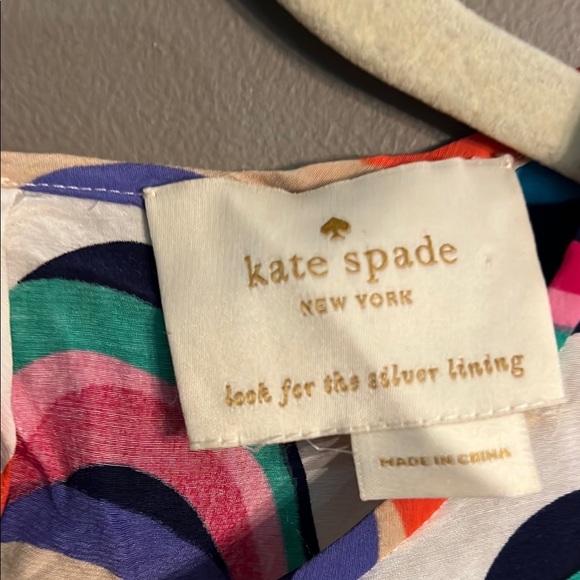 kate spade
NEW YORK
look for the silver lining
MADE IN CHINA